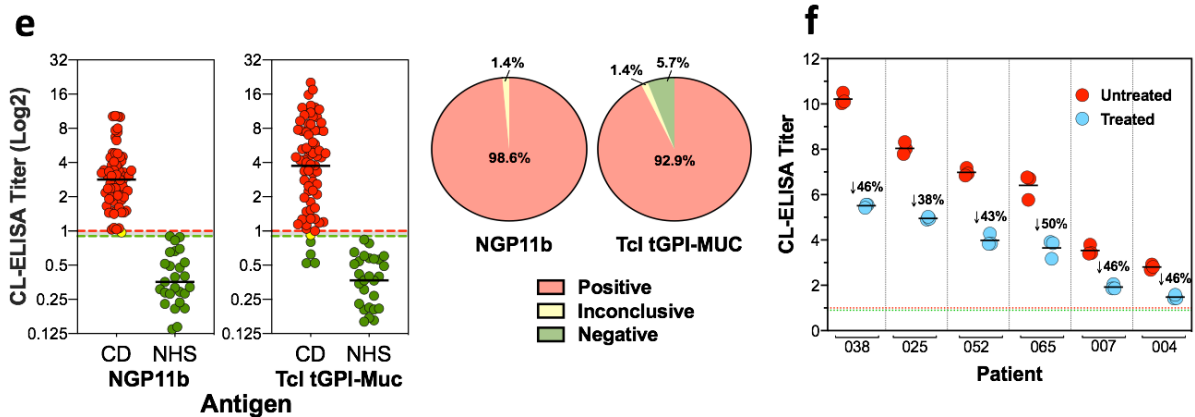 e
CL-ELISA Titer (Log2)
32
16
8
4
2
1
0.5
0.25
0.125
CD NHS
NGP11b
32
16
8
4
2
1
0.5
0.25
0.125
CD NHS
TcI tGPI-Muc
Antigen
1.4%
98.6%
NGP11b
1.4% 5.7%
92.9%
TcI tGPI-MUC
Positive
Inconclusive
Negative
f
CL-ELISA Titer
12
10
8
6
4
2
0
Untreated
Treated
↓46%
↓38%
↓43%
↓50%
↓46%
↓46%
038 025 052 065 007 004
Patient